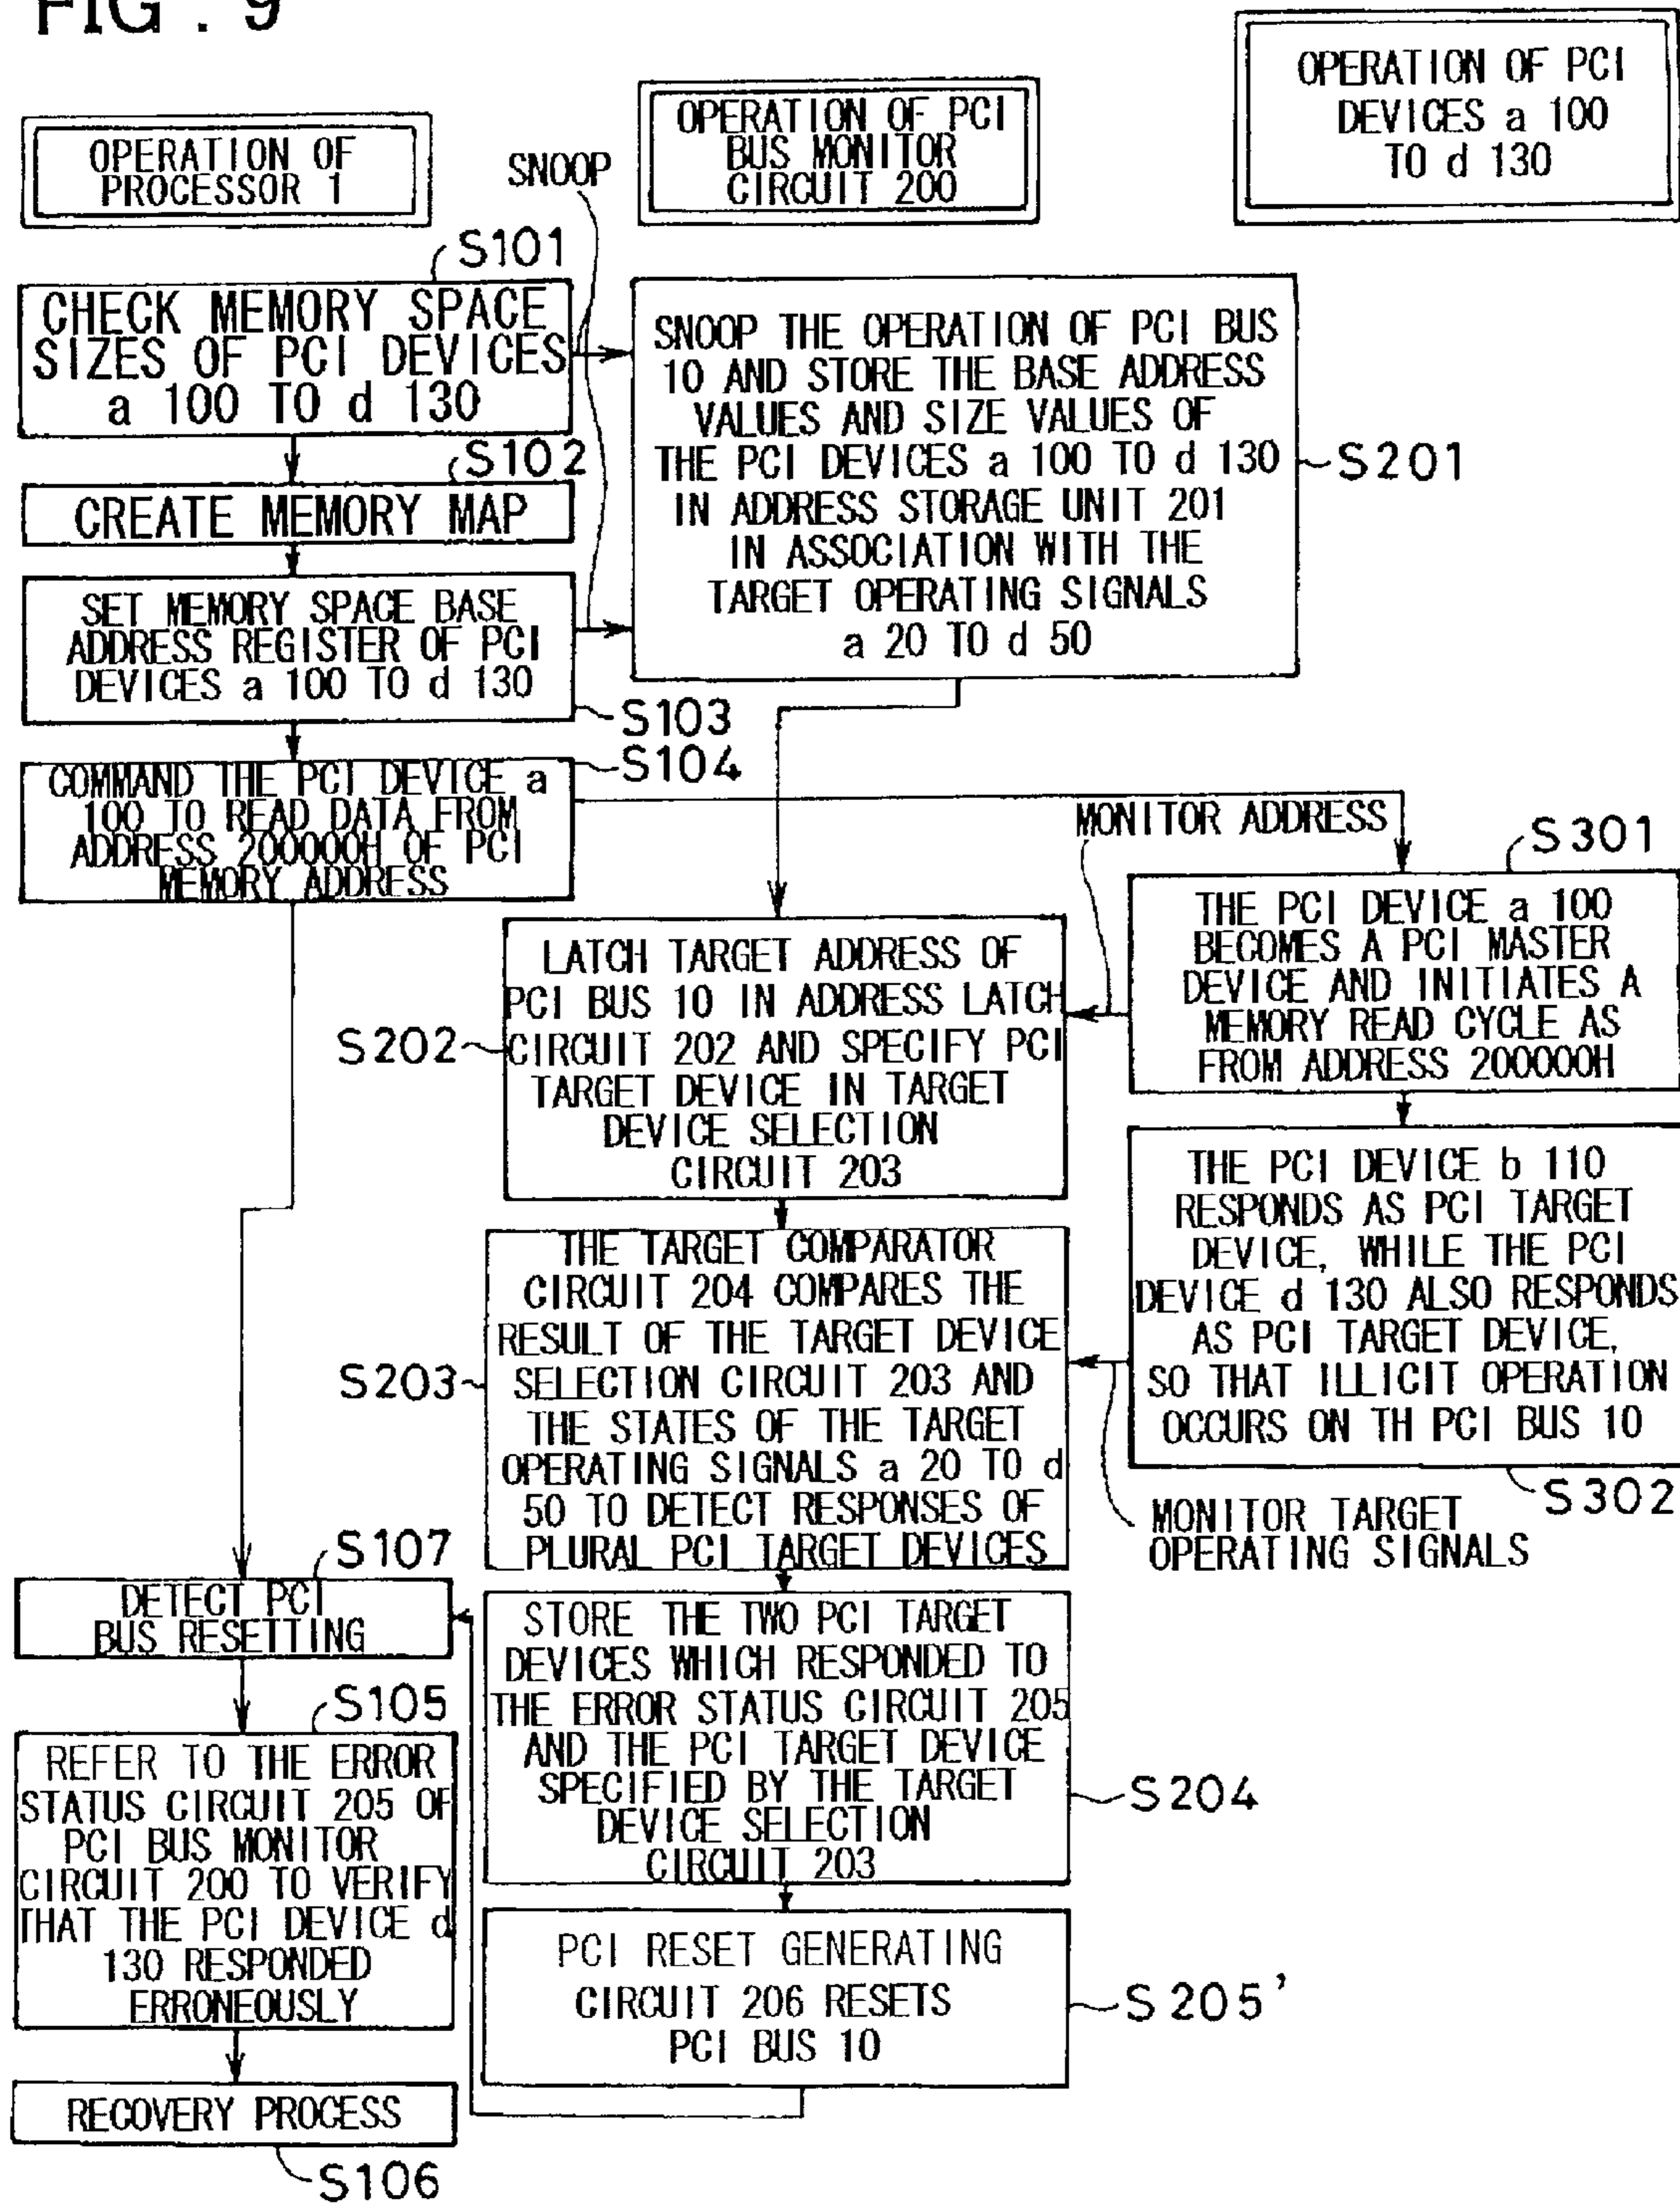 FIG. 9
OPERATION OF
PROCESSOR 1
SNOOP
OPERATION OF PCI
BUS MONITOR
CIRCUIT 200
OPERATION OF PCI
DEVICES a 100
TO d 130
S101
CHECK MEMORY SPACE
SIZES OF PCI DEVICES
a 100 TO d 130
S102
CREATE MEMORY MAP
SET MEMORY SPACE BASE
ADDRESS REGISTER OF PCI
DEVICES a 100 TO d 130
S103
S104
COMMAND THE PCI DEVICE a
100 TO READ DATA FROM
ADDRESS 200000H OF PCI
MEMORY ADDRESS
SNOOP THE OPERATION OF PCI BUS
10 AND STORE THE BASE ADDRESS
VALUES AND SIZE VALUES OF
THE PCI DEVICES a 100 TO d 130
IN ADDRESS STORAGE UNIT 201
IN ASSOCIATION WITH THE
TARGET OPERATING SIGNALS
a 20 TO d 50
S201
MONITOR ADDRESS
S301
THE PCI DEVICE a 100
BECOMES A PCI MASTER
DEVICE AND INITIATES A
MEMORY READ CYCLE AS
FROM ADDRESS 200000H
LATCH TARGET ADDRESS OF
PCI BUS 10 IN ADDRESS LATCH
CIRCUIT 202 AND SPECIFY PCI
TARGET DEVICE IN TARGET
DEVICE SELECTION
CIRCUIT 203
S202
THE PCI DEVICE b 110
RESPONDS AS PCI TARGET
DEVICE, WHILE THE PCI
DEVICE d 130 ALSO RESPONDS
AS PCI TARGET DEVICE,
SO THAT ILLICIT OPERATION
OCCURS ON TH PCI BUS 10
S302
THE TARGET COMPARATOR
CIRCUIT 204 COMPARES THE
RESULT OF THE TARGET DEVICE
SELECTION CIRCUIT 203 AND
THE STATES OF THE TARGET
OPERATING SIGNALS a 20 TO d
50 TO DETECT RESPONSES OF
PLURAL PCI TARGET DEVICES
S203
MONITOR TARGET
OPERATING SIGNALS
S107
DETECT PCI
BUS RESETTING
STORE THE TWO PCI TARGET
DEVICES WHICH RESPONDED TO
THE ERROR STATUS CIRCUIT 205
AND THE PCI TARGET DEVICE
SPECIFIED BY THE TARGET
DEVICE SELECTION
CIRCUIT 203
S204
S105
REFER TO THE ERROR
STATUS CIRCUIT 205 OF
PCI BUS MONITOR
CIRCUIT 200 TO VERIFY
THAT THE PCI DEVICE d
130 RESPONDED
ERRONEOUSLY
PCI RESET GENERATING
CIRCUIT 206 RESETS
PCI BUS 10
S205'
RECOVERY PROCESS
S106